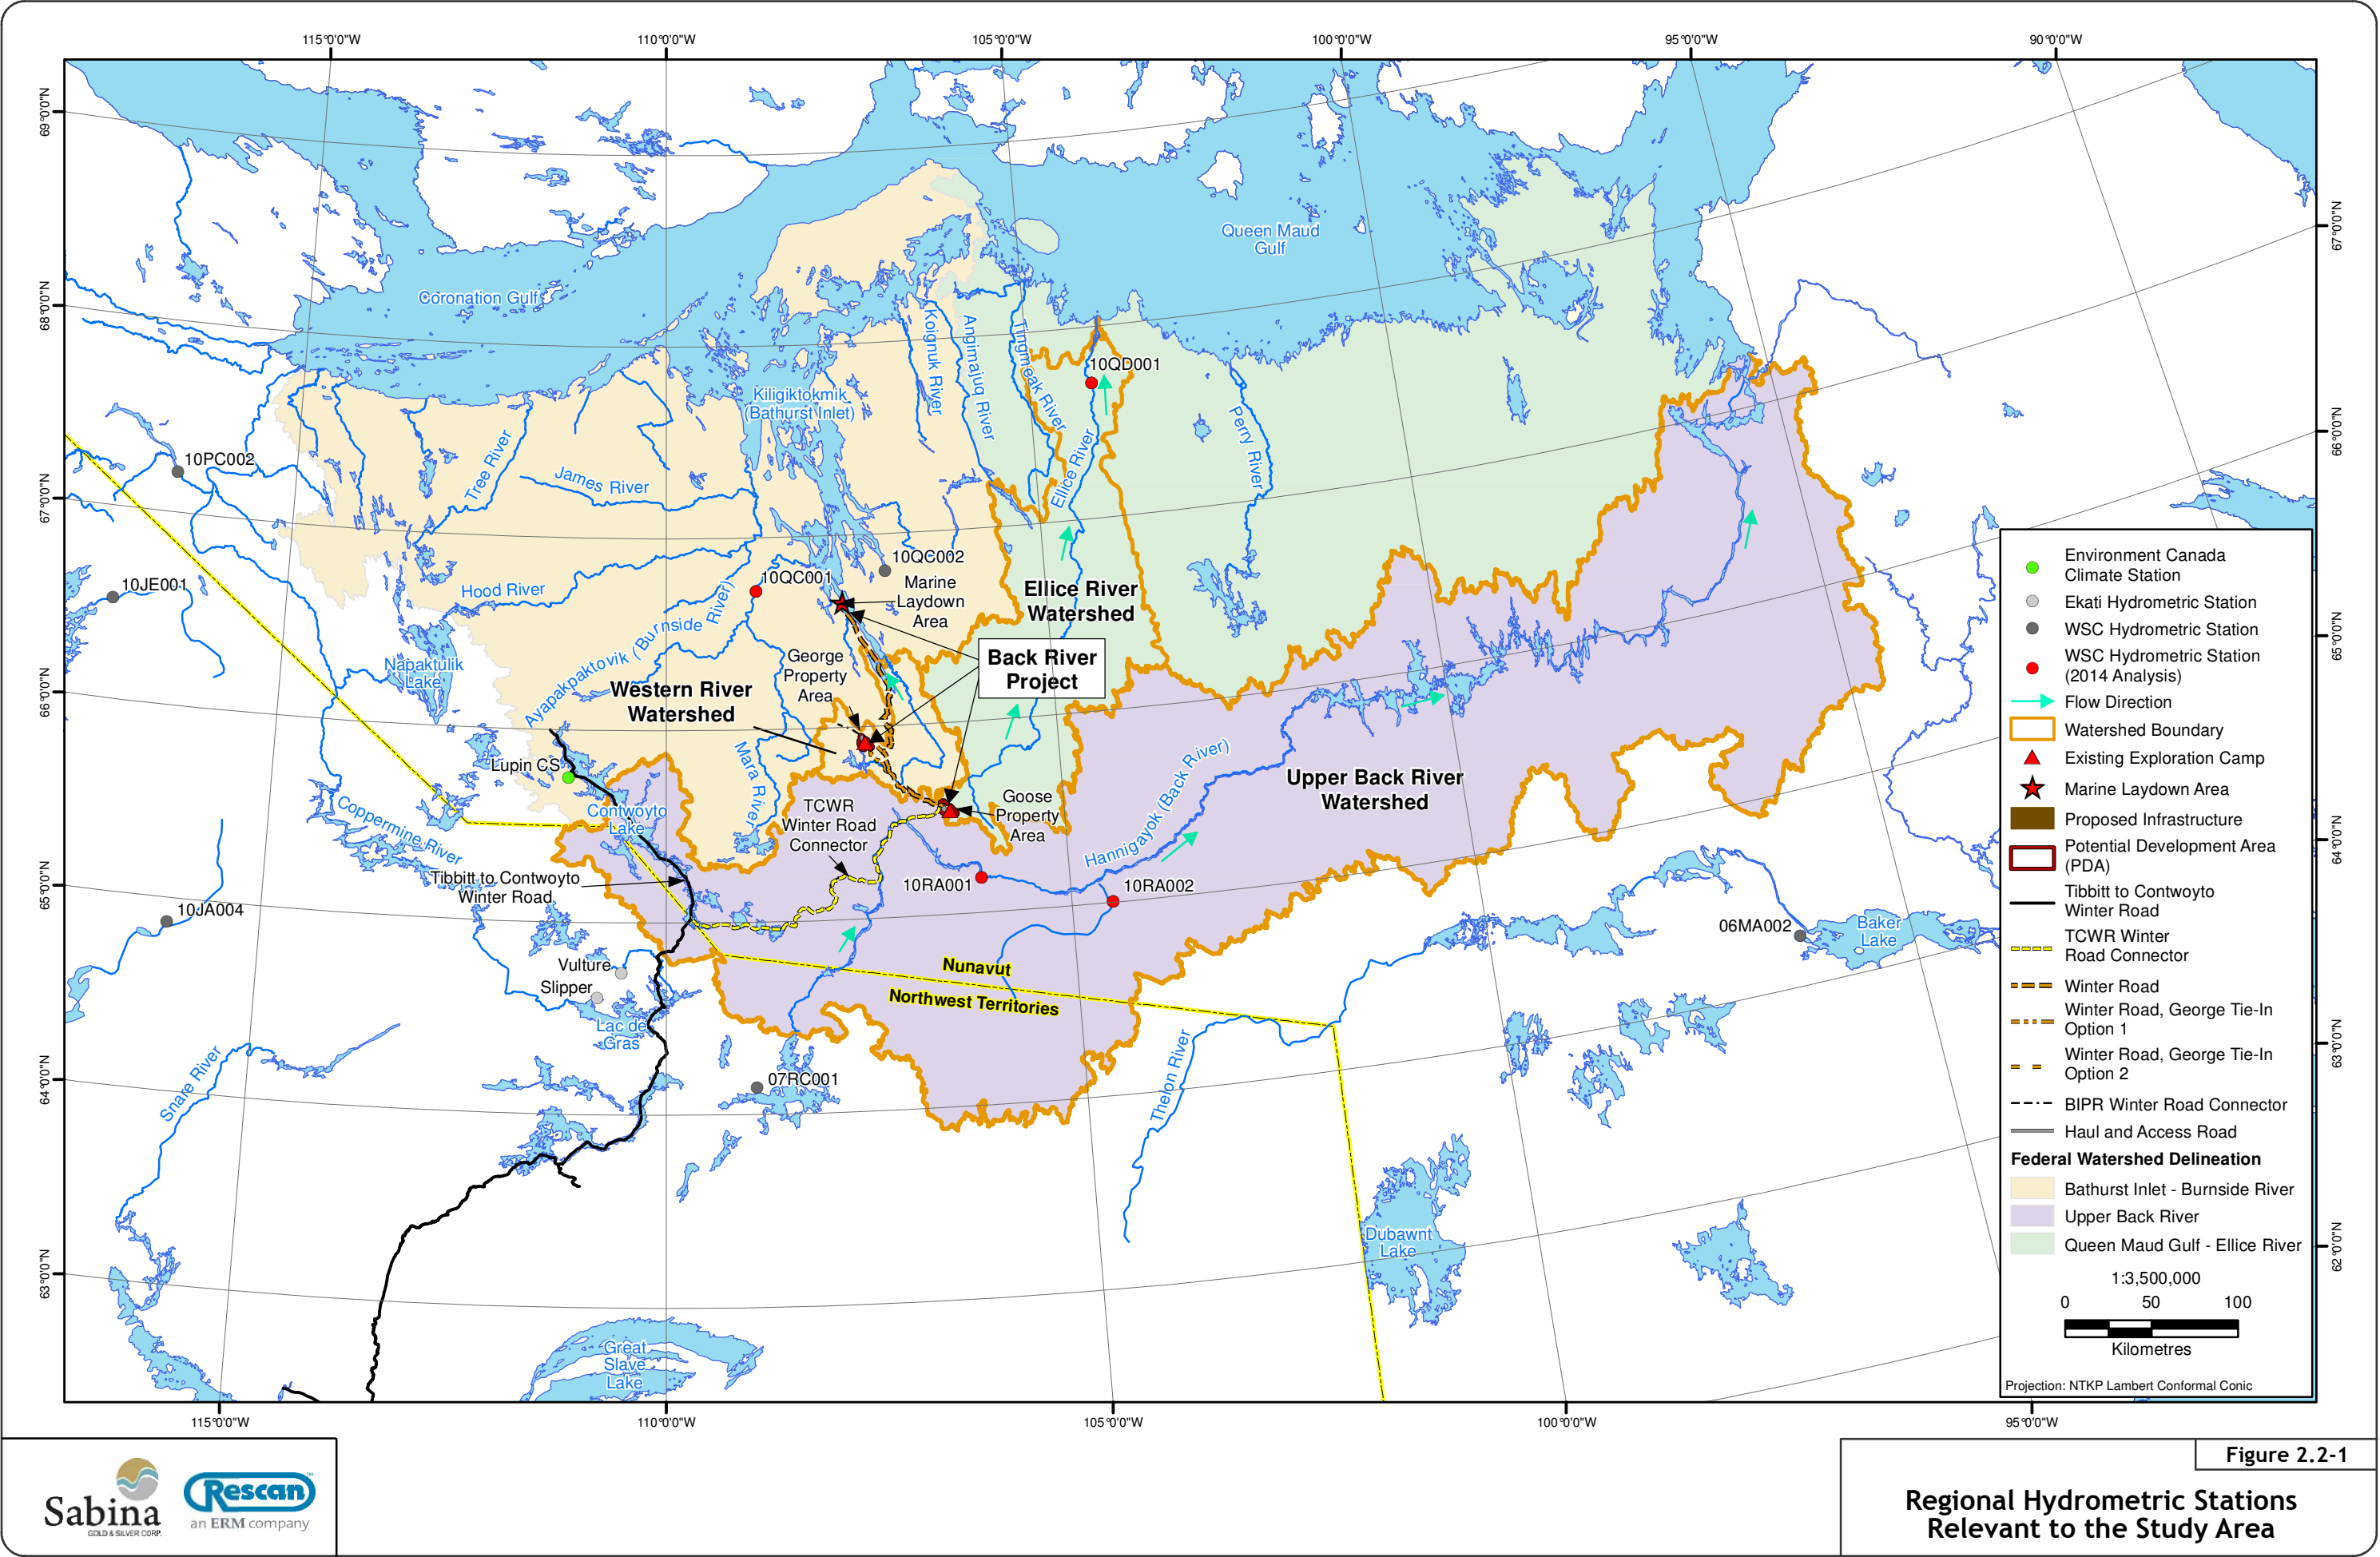 115°0'0"W
110°0'0"W
105°0'0"W
100°0'0"W
95°0'0"W
90°0'0"W
69°0'0"N
68°0'0"N
67°0'0"N
66°0'0"N
65°0'0"N
64°0'0"N
63°0'0"N
67°0'0"N
66°0'0"N
65°0'0"N
64°0'0"N
63°0'0"N
62°0'0"N
Queen Maud
Gulf
Coronation Gulf
Kiligiktokmik
(Bathurst Inlet)
Koignuk River
Angimajuq River
Tingmeak River
Ellice River
Perry River
10QD001
10PC002
Tree River
James River
10JE001
Hood River
10QC002
10QC001
Marine
Laydown
Area
Ellice River
Watershed
Napaktulik
Lake
Ayapakpaktovik (Burnside River)
George
Property
Area
Back River
Project
Western River
Watershed
Mara River
Lupin CS
Contwoyto
Lake
Coppermine River
TCWR
Winter Road
Connector
Goose
Property
Area
Hannigayok (Back River)
Upper Back River
Watershed
Tibbitt to Contwoyto
Winter Road
10RA001
10RA002
10JA004
06MA002
Baker
Lake
Vulture
Slipper
Lac de
Gras
Nunavut
Northwest Territories
Snare River
07RC001
Thelon River
Dubawnt
Lake
Great
Slave
Lake
Environment Canada
Climate Station
Ekati Hydrometric Station
WSC Hydrometric Station
WSC Hydrometric Station
(2014 Analysis)
Flow Direction
Watershed Boundary
Existing Exploration Camp
Marine Laydown Area
Proposed Infrastructure
Potential Development Area
(PDA)
Tibbitt to Contwoyto
Winter Road
TCWR Winter
Road Connector
Winter Road
Winter Road, George Tie-In
Option 1
Winter Road, George Tie-In
Option 2
BIPR Winter Road Connector
Haul and Access Road
Federal Watershed Delineation
Bathurst Inlet - Burnside River
Upper Back River
Queen Maud Gulf - Ellice River
1:3,500,000
0 50 100
Kilometres
Projection: NTKP Lambert Conformal Conic
115°0'0"W
110°0'0"W
105°0'0"W
100°0'0"W
95°0'0"W
Sabina
GOLD & SILVER CORP.
Rescan™
an ERM company
Figure 2.2-1
Regional Hydrometric Stations
Relevant to the Study Area